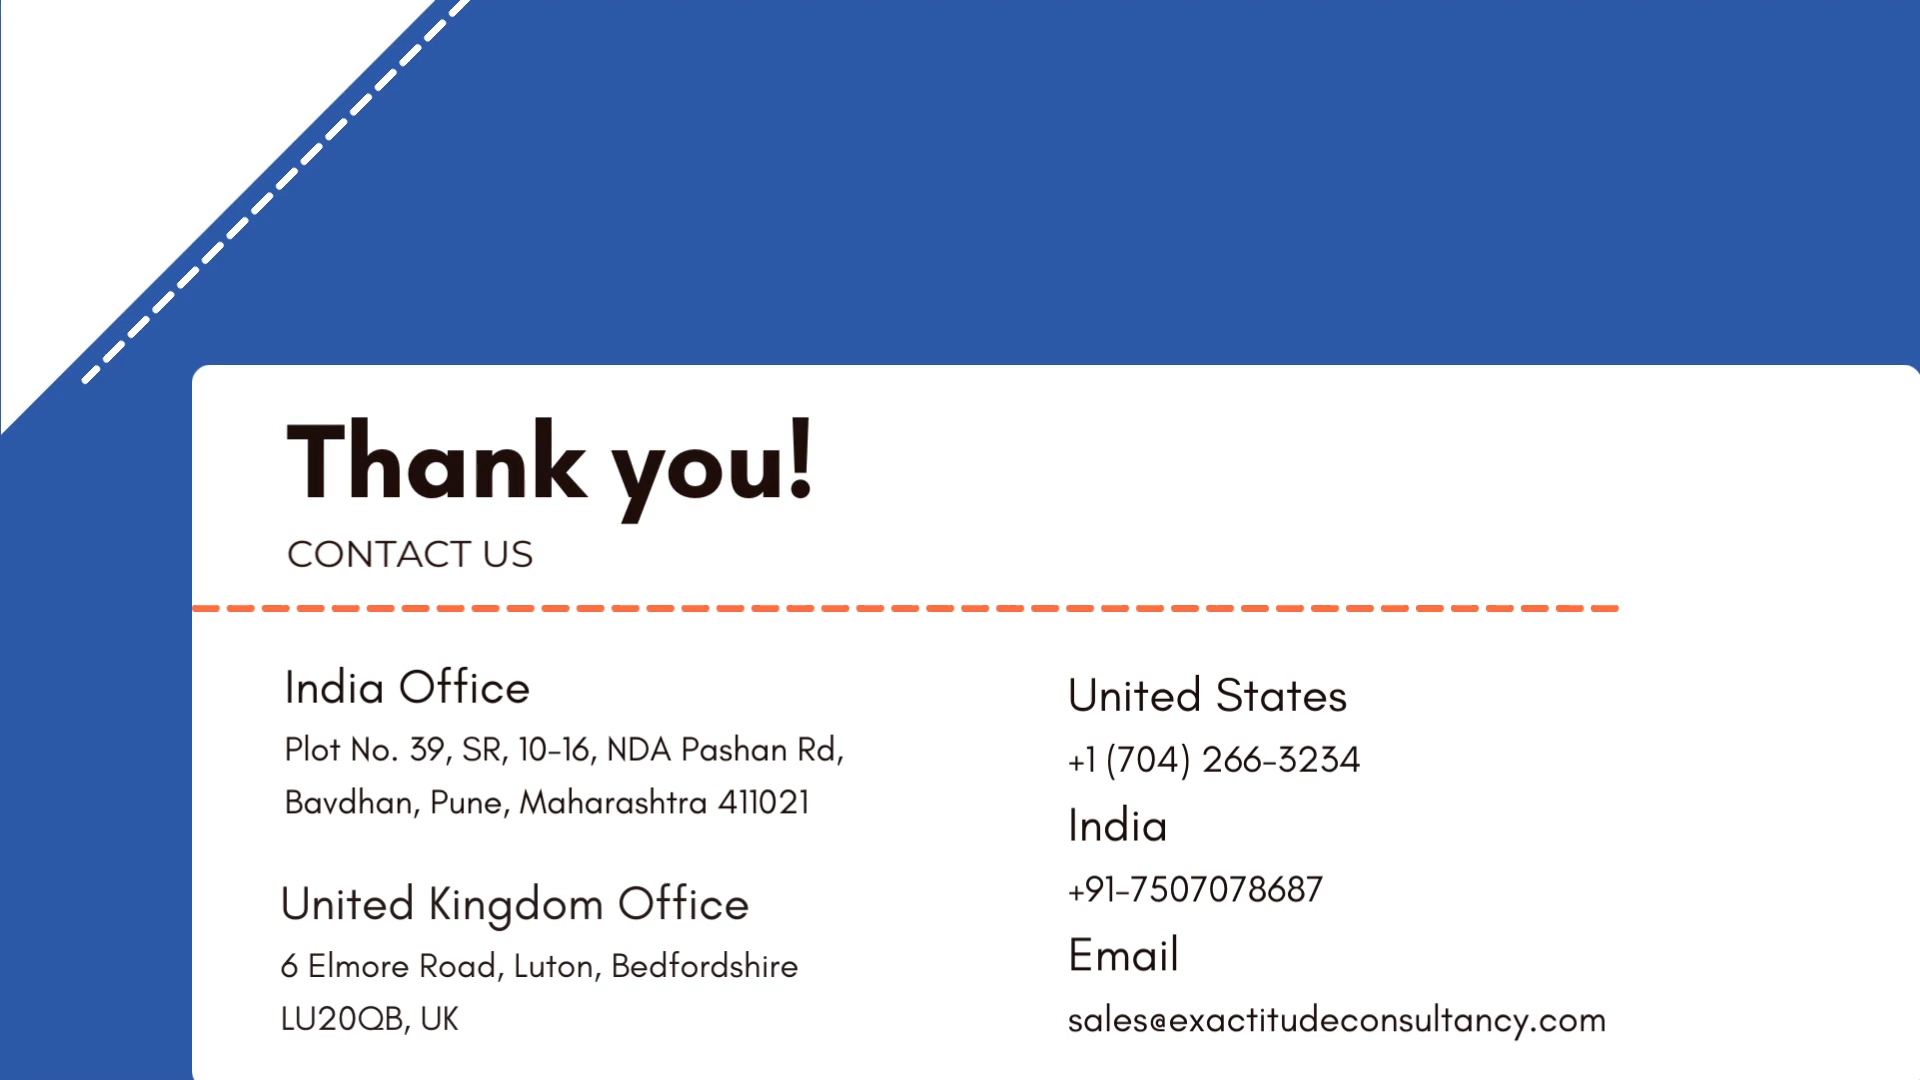 Thank you!
CONTACT US
India Office
Plot No. 39, SR, 10-16, NDA Pashan Rd,
Bavdhan, Pune, Maharashtra 411021
United Kingdom Office
6 Elmore Road, Luton, Bedfordshire
LU20QB, UK
United States
+1 (704) 266-3234
India
+91-7507078687
Email
sales@exactitudeconsultancy.com